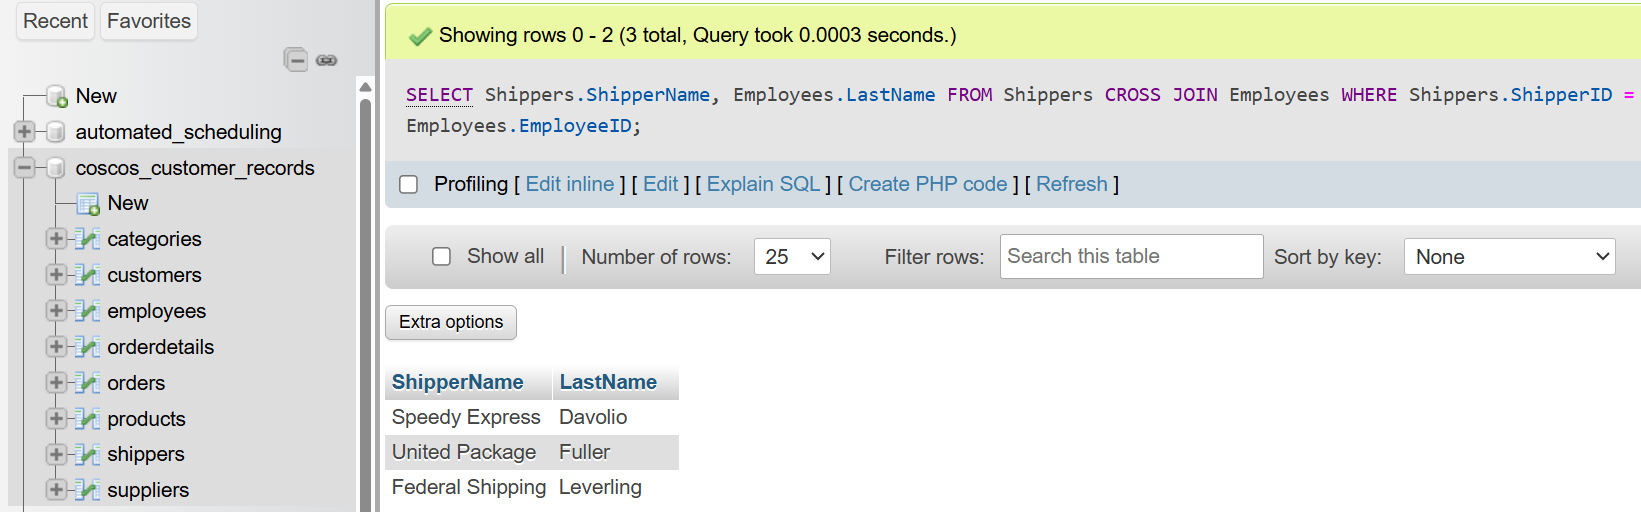 Recent Favorites
New
automated_scheduling
coscos_customer_records
New
categories
customers
employees
orderdetails
orders
products
shippers
suppliers
Showing rows 0 - 2 (3 total, Query took 0.0003 seconds.)
SELECT Shippers.ShipperName, Employees.LastName FROM Shippers CROSS JOIN Employees WHERE Shippers.ShipperID =
Employees.EmployeeID;
Profiling [ Edit inline ] [ Edit ] [ Explain SQL ] [ Create PHP code ] [ Refresh ]
Show all Number of rows: 25 Filter rows: Search this table Sort by key: None
Extra options
ShipperName LastName
Speedy Express Davolio
United Package Fuller
Federal Shipping Leverling